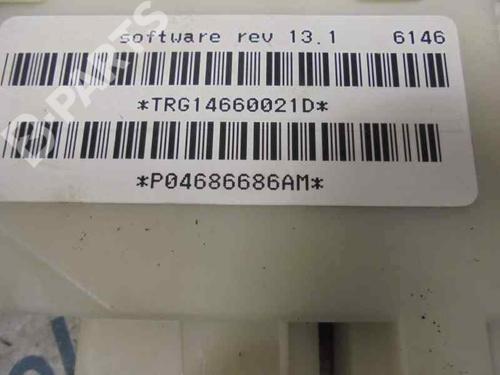 software rev 13.1 6146
*TRG14660021D*
*P04686686AM*
B-PARTS